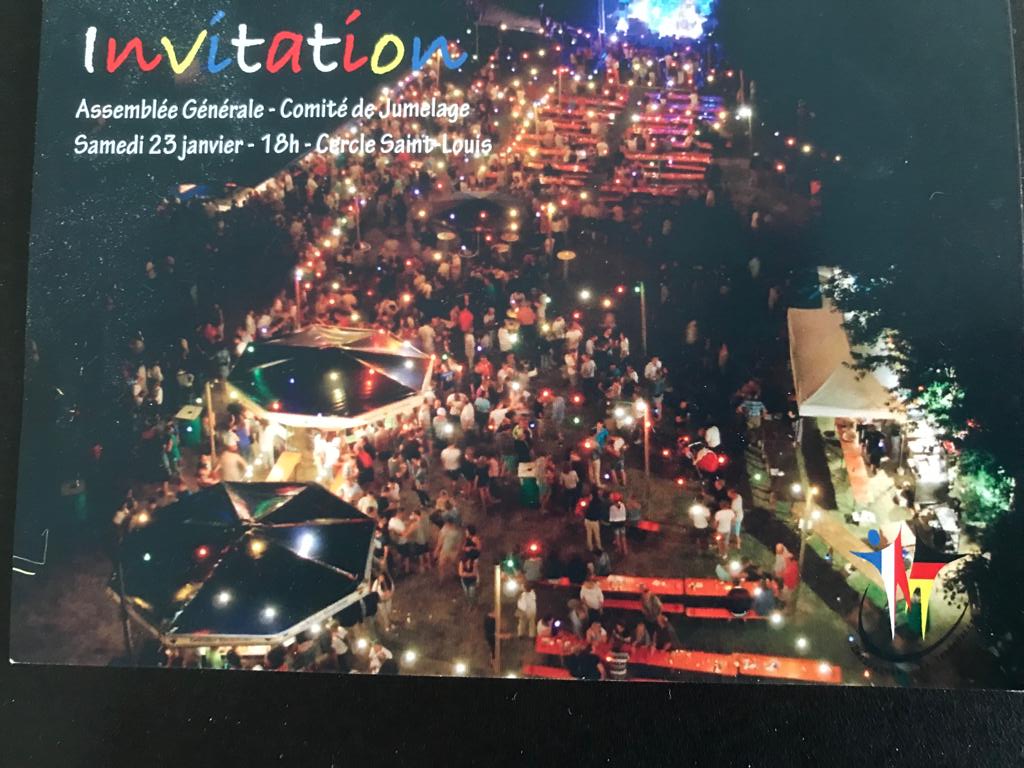 Invitation
Assemblée Générale - Comité de Jumelage
Samedi 23 janvier - 18h - Cercle Saint-Louis